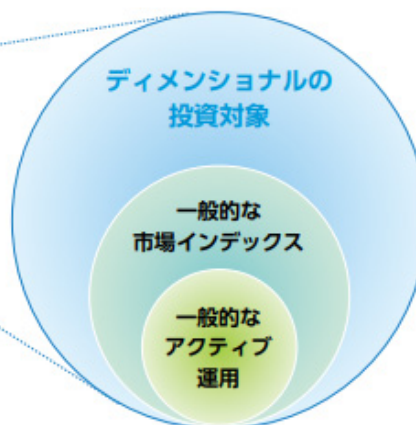 ディメンショナルの
投資対象
一般的な
市場インデックス
一般的な
アクティブ
運用